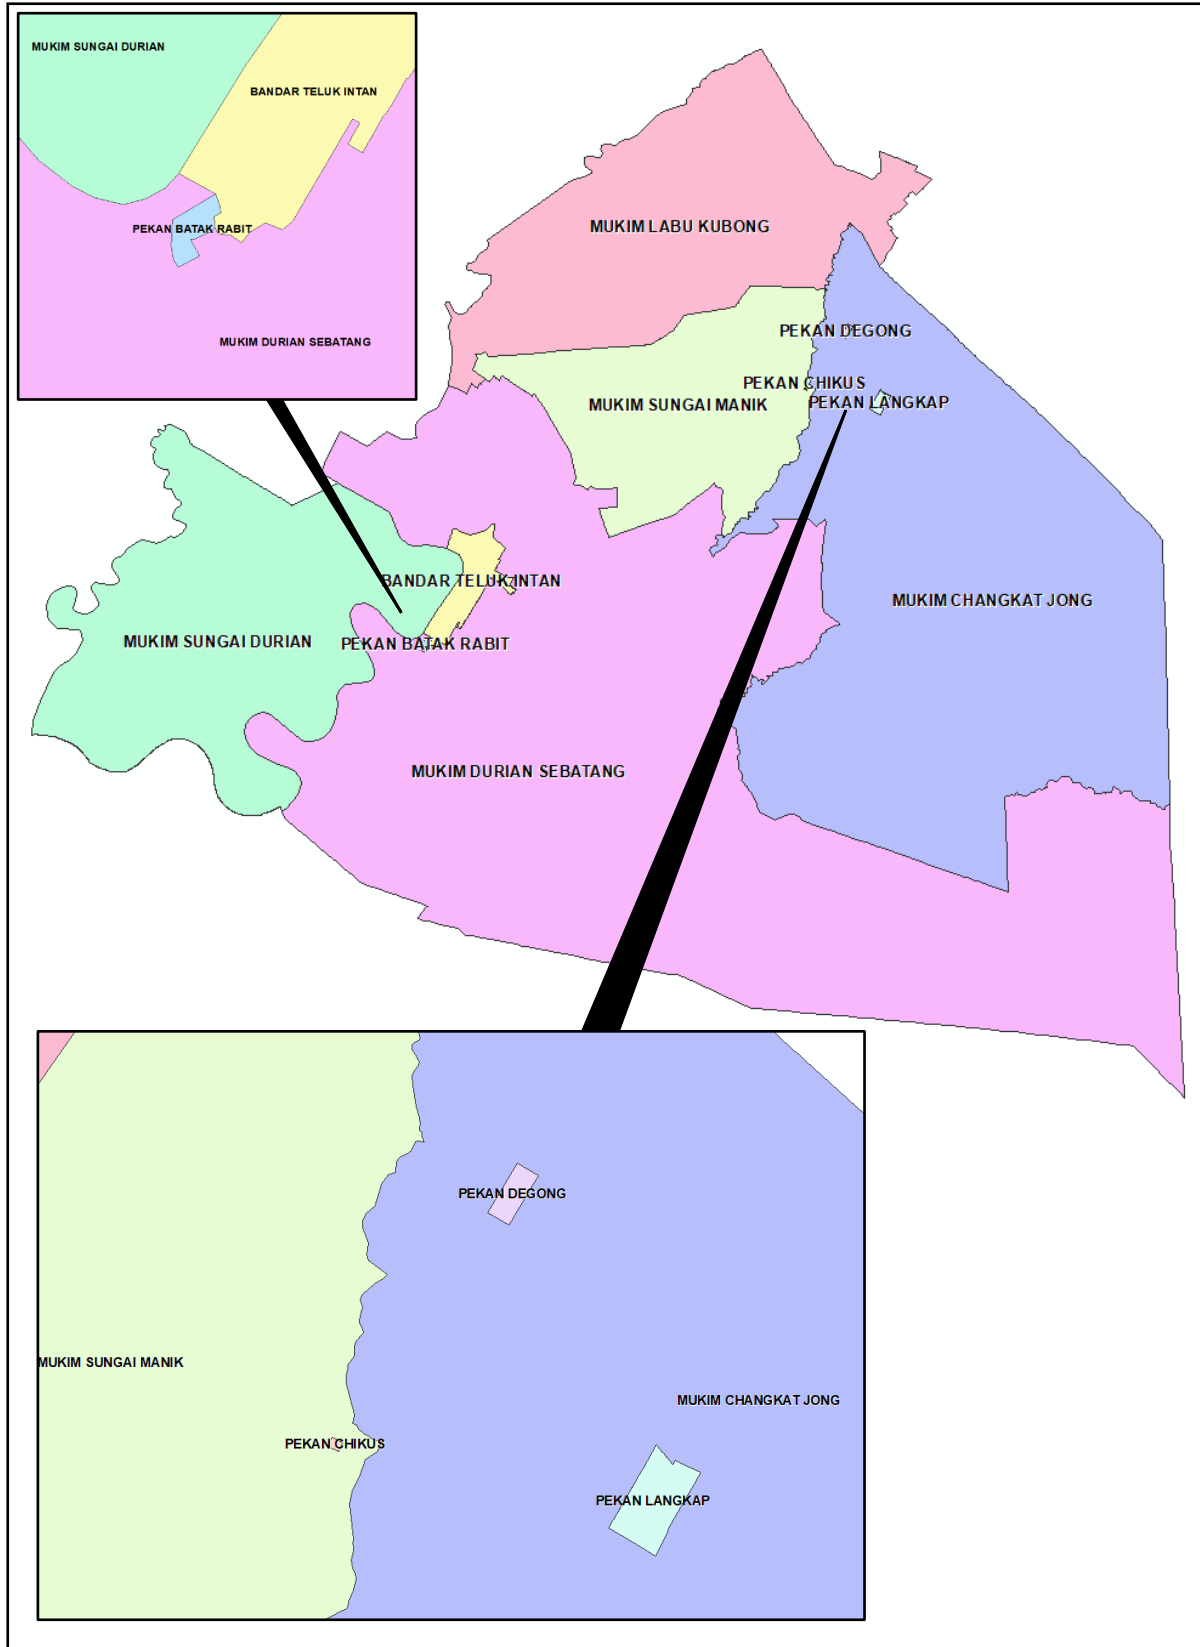 MUKIM SUNGAI DURIAN
BANDAR TELUK INTAN
PEKAN BATAK RABIT
MUKIM DURIAN SEBATANG
MUKIM LABU KUBONG
PEKAN DEGONG
PEKAN CHIKUS
MUKIM SUNGAI MANIK
PEKAN LANGKAP
BANDAR TELUK INTAN
MUKIM CHANGKAT JONG
MUKIM SUNGAI DURIAN
PEKAN BATAK RABIT
MUKIM DURIAN SEBATANG
PEKAN DEGONG
MUKIM SUNGAI MANIK
MUKIM CHANGKAT JONG
PEKAN CHIKUS
PEKAN LANGKAP